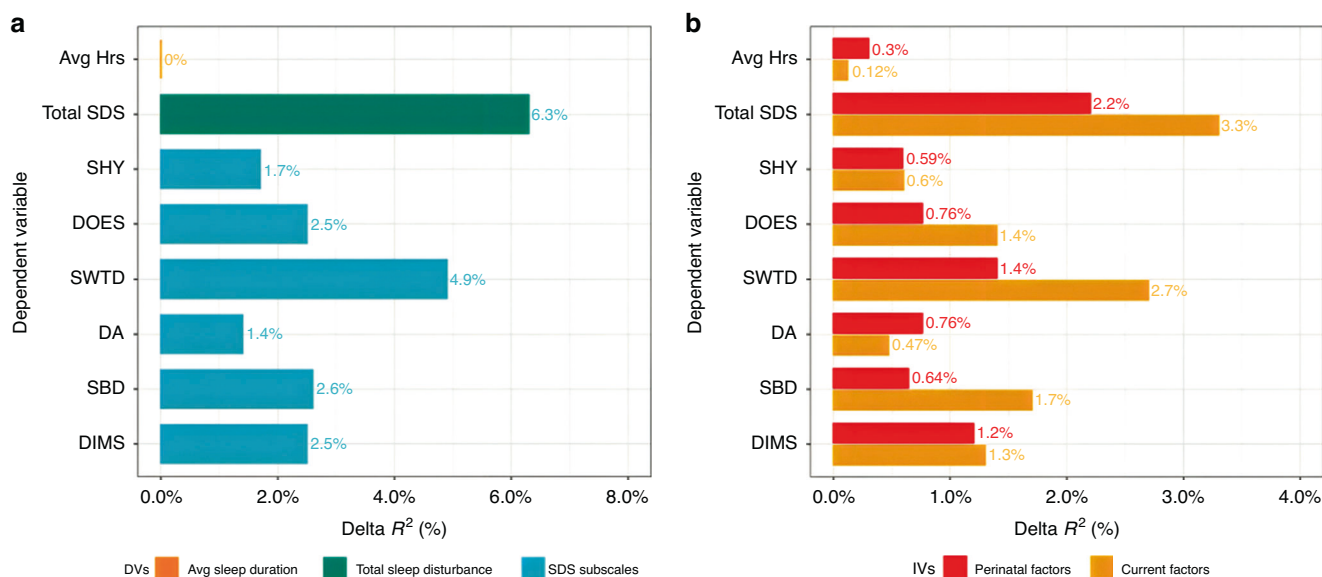 a
Dependent variable
Avg Hrs
0%
Total SDS
6.3%
SHY
1.7%
DOES
2.5%
SWTD
4.9%
DA
1.4%
SBD
2.6%
DIMS
2.5%
0.0% 2.0% 4.0% 6.0% 8.0%
Delta R² (%)
DVs Avg sleep duration Total sleep disturbance SDS subscales
b
Dependent variable
Avg Hrs
0.3%
0.12%
Total SDS
2.2%
3.3%
SHY
0.59%
0.6%
DOES
0.76%
1.4%
SWTD
1.4%
2.7%
DA
0.76%
0.47%
SBD
0.64%
1.7%
DIMS
1.2%
1.3%
0.0% 1.0% 2.0% 3.0% 4.0%
Delta R² (%)
IVs Perinatal factors Current factors